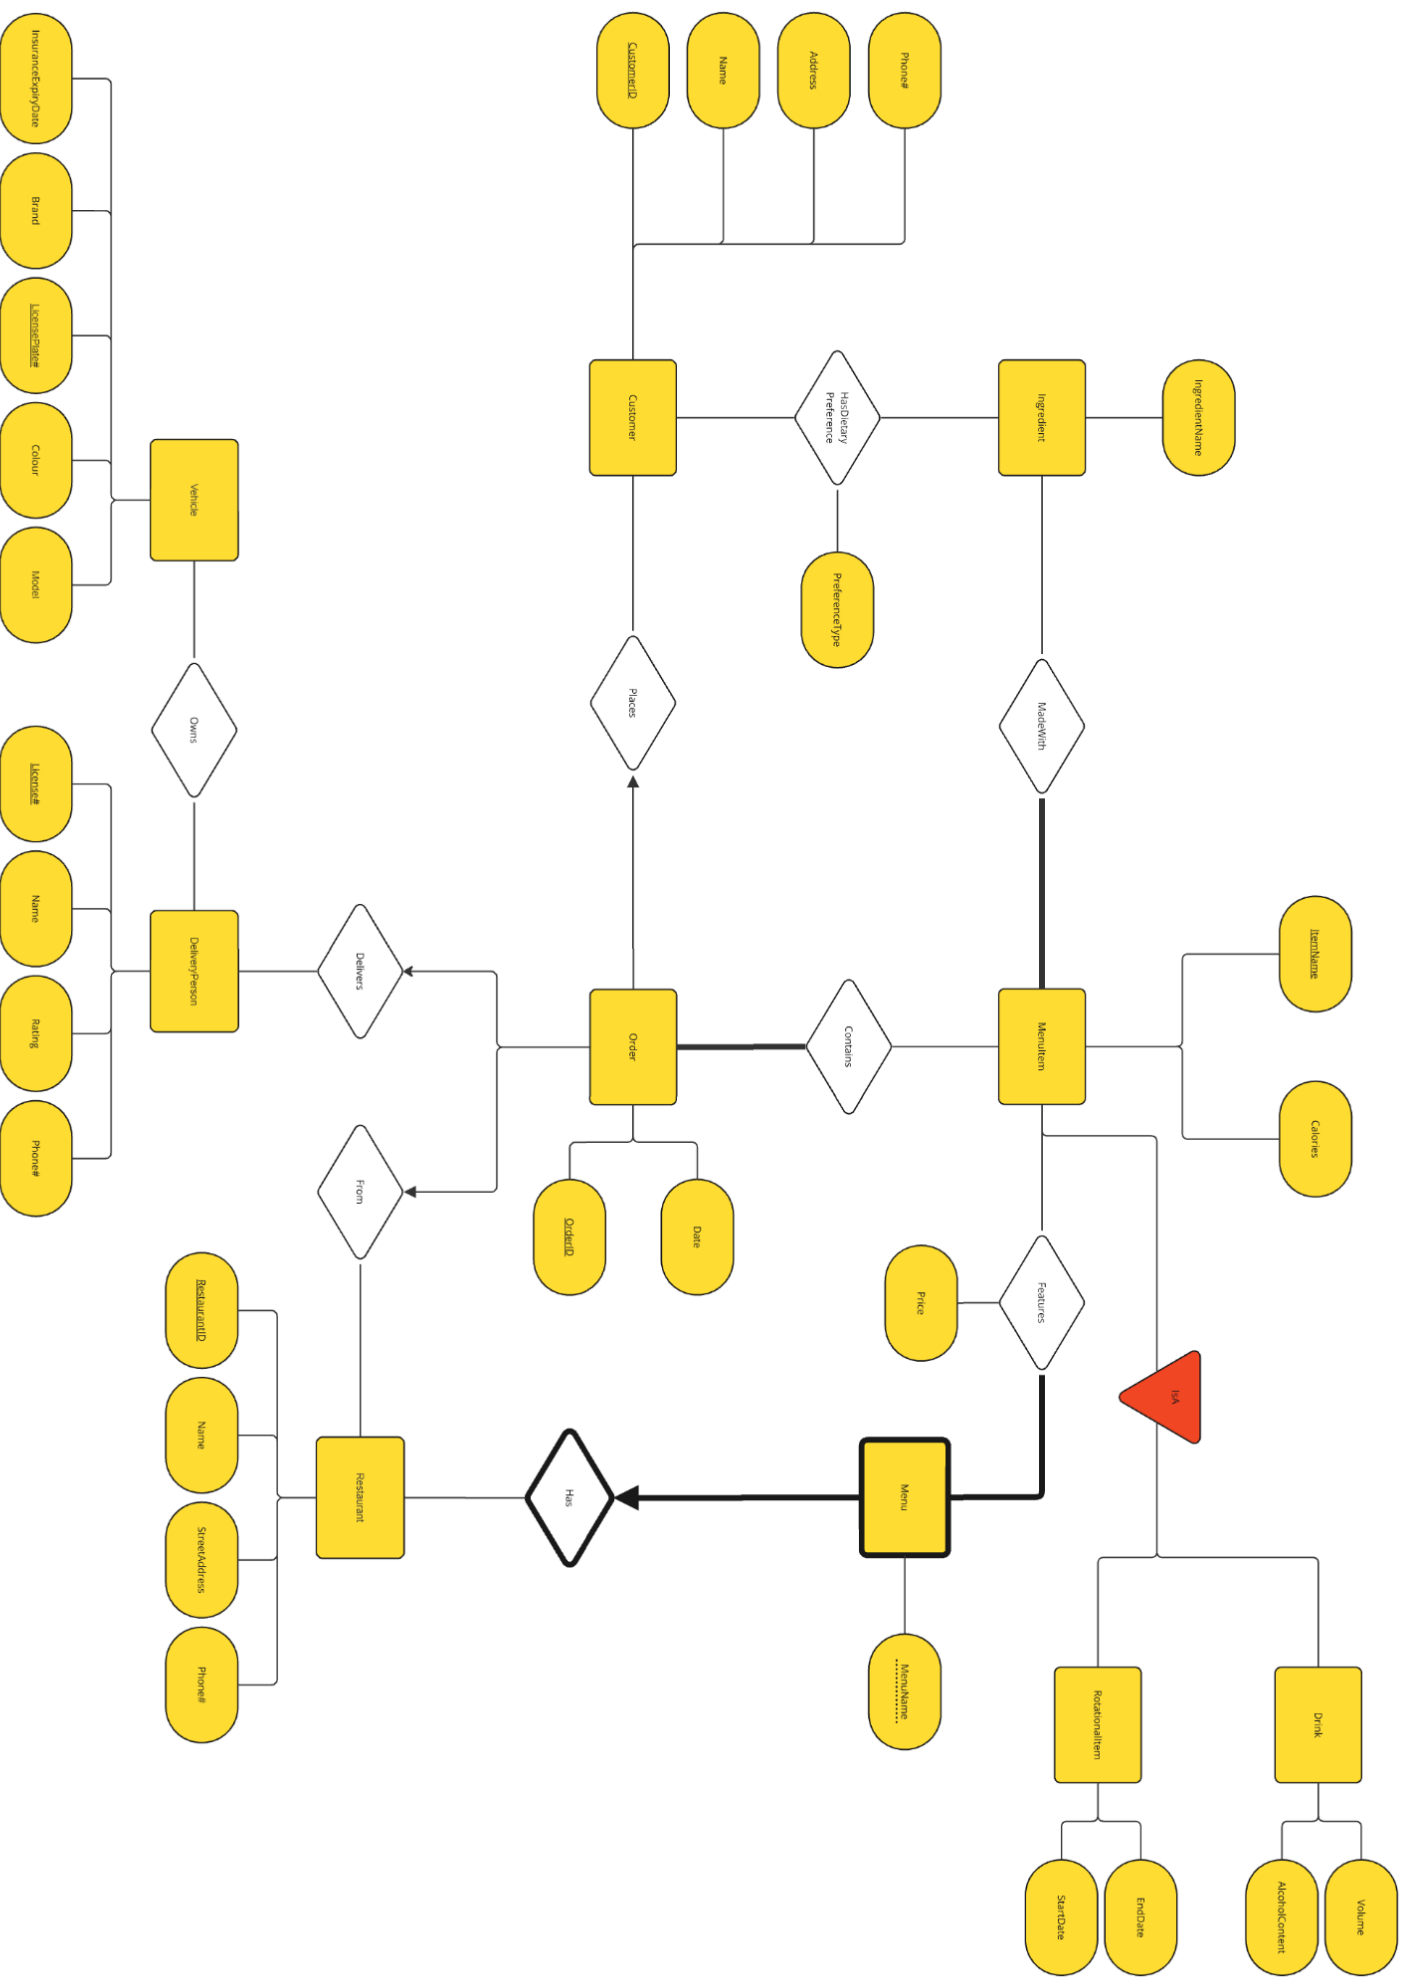 Volume
ItemName
Calories
Drink
AlcoholContent
IngredientName
IsA
EndDate
RotationalItem
StartDate
Ingredient
MadeWith
MenuItem
Features
Price
Phone#
Menu
MenuName
HasDietary
Preference
PreferenceType
Contains
Address
Name
Date
CustomerID
Customer
Places
Order
OrderID
Has
Delivers
From
Restaurant
Vehicle
Owns
DeliveryPerson
RestaurantID
Name
StreetAddress
Phone#
InsuranceExpiryDate
Brand
LicensePlate#
Colour
Model
License#
Name
Rating
Phone#